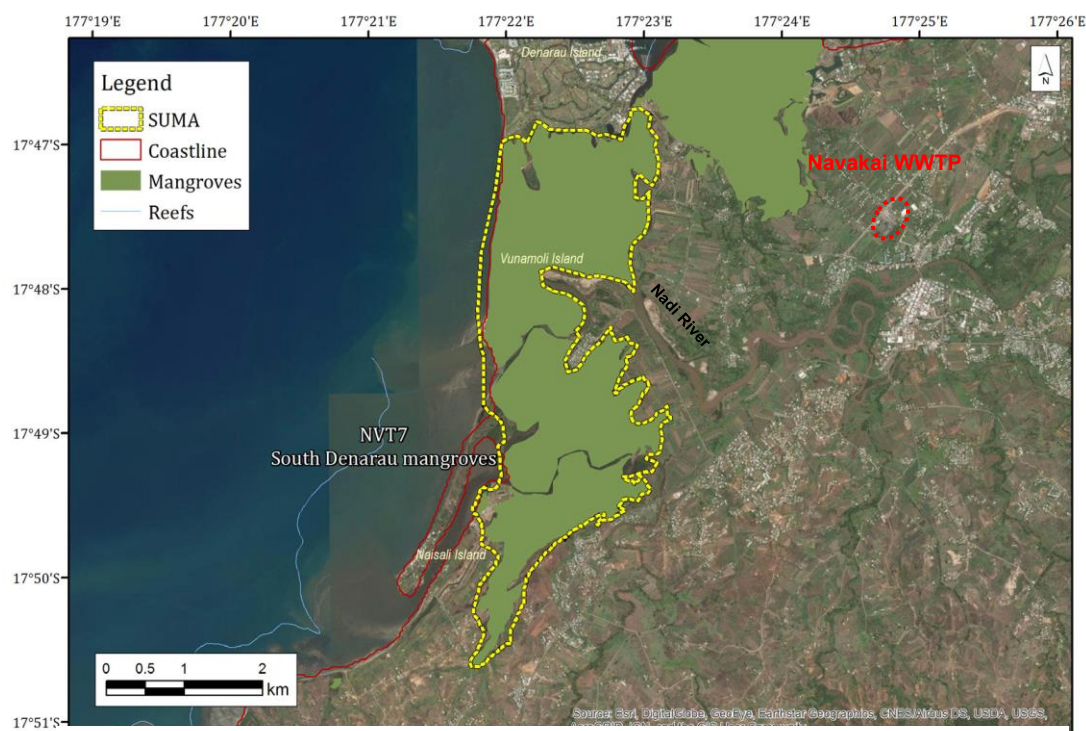 177°19'E 177°20'E 177°21'E 177°22'E 177°23'E 177°24'E 177°25'E 177°26'E
Denarau Island
N
Legend
SUMA
Coastline
Mangroves
Reefs
17°47'S
Navakai WWTP
Vunamoli Island
17°48'S
Nadi River
17°49'S
NVT7
South Denarau mangroves
Naisali Island
17°50'S
0 0.5 1 2
km
17°51'S
Source: Esri, DigitalGlobe, GeoEye, Earthstar Geographics, CNES/Airbus DS, USDA, USGS,